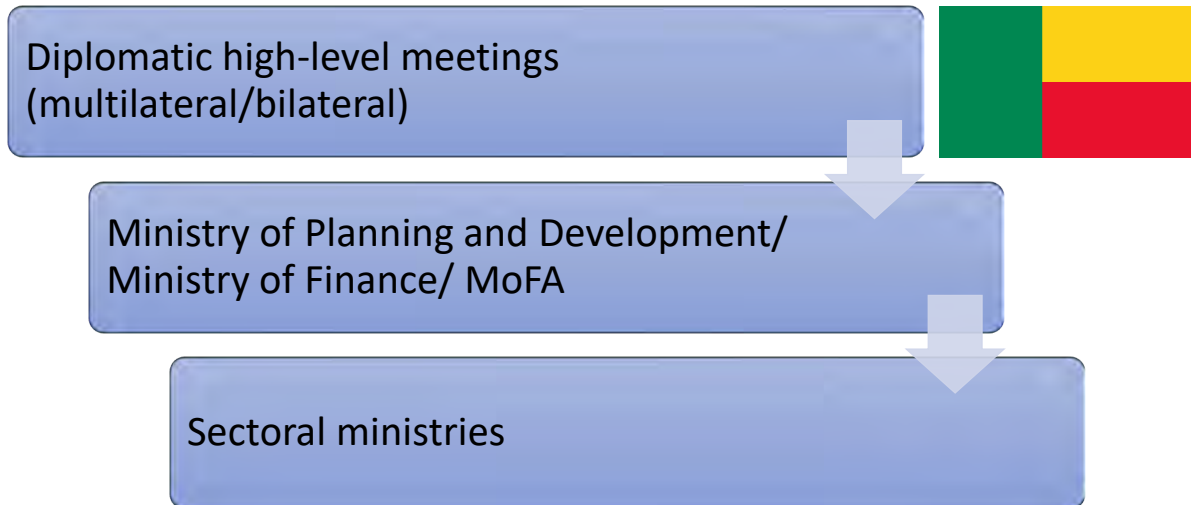 Diplomatic high-level meetings
(multilateral/bilateral)
Ministry of Planning and Development/
Ministry of Finance/ MoFA
Sectoral ministries